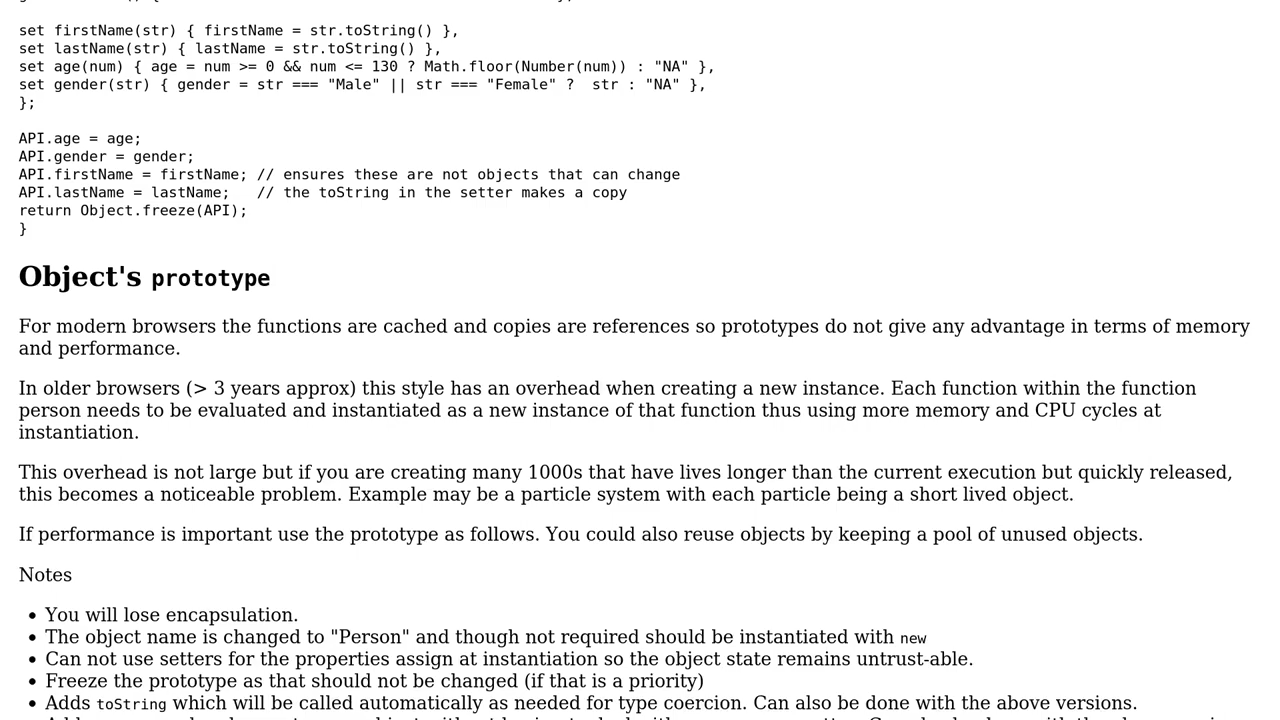 set firstName(str) { firstName = str.toString() },
set lastName(str) { lastName = str.toString() },
set age(num) { age = num >= 0 && num <= 130 ? Math.floor(Number(num)) : "NA" },
set gender(str) { gender = str === "Male" || str === "Female" ?  str : "NA" },
};
API.age = age;
API.gender = gender;
API.firstName = firstName; // ensures these are not objects that can change
API.lastName = lastName;   // the toString in the setter makes a copy
return Object.freeze(API);
}
Object's prototype
For modern browsers the functions are cached and copies are references so prototypes do not give any advantage in terms of memory
and performance.
In older browsers (> 3 years approx) this style has an overhead when creating a new instance. Each function within the function
person needs to be evaluated and instantiated as a new instance of that function thus using more memory and CPU cycles at
instantiation.
This overhead is not large but if you are creating many 1000s that have lives longer than the current execution but quickly released,
this becomes a noticeable problem. Example may be a particle system with each particle being a short lived object.
If performance is important use the prototype as follows. You could also reuse objects by keeping a pool of unused objects.
Notes
• You will lose encapsulation.
• The object name is changed to "Person" and though not required should be instantiated with new
• Can not use setters for the properties assign at instantiation so the object state remains untrust-able.
• Freeze the prototype as that should not be changed (if that is a priority)
• Adds toString which will be called automatically as needed for type coercion. Can also be done with the above versions.